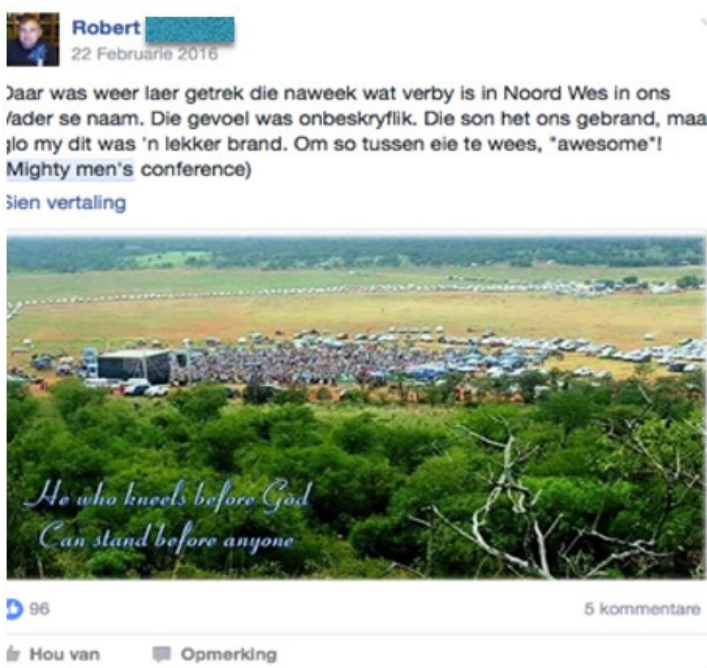 Robert
22 Februarie 2016
Daar was weer laer getrek die naweek wat verby is in Noord Wes in ons
Vader se naam. Die gevoel was onbeskryflik. Die son het ons gebrand, maa
glo my dit was 'n lekker brand. Om so tussen eie te wees, "awesome"!
(Mighty men's conference)
Sien vertaling
He who kneels before God
Can stand before anyone
96
5 kommentare
Hou van
Opmerking